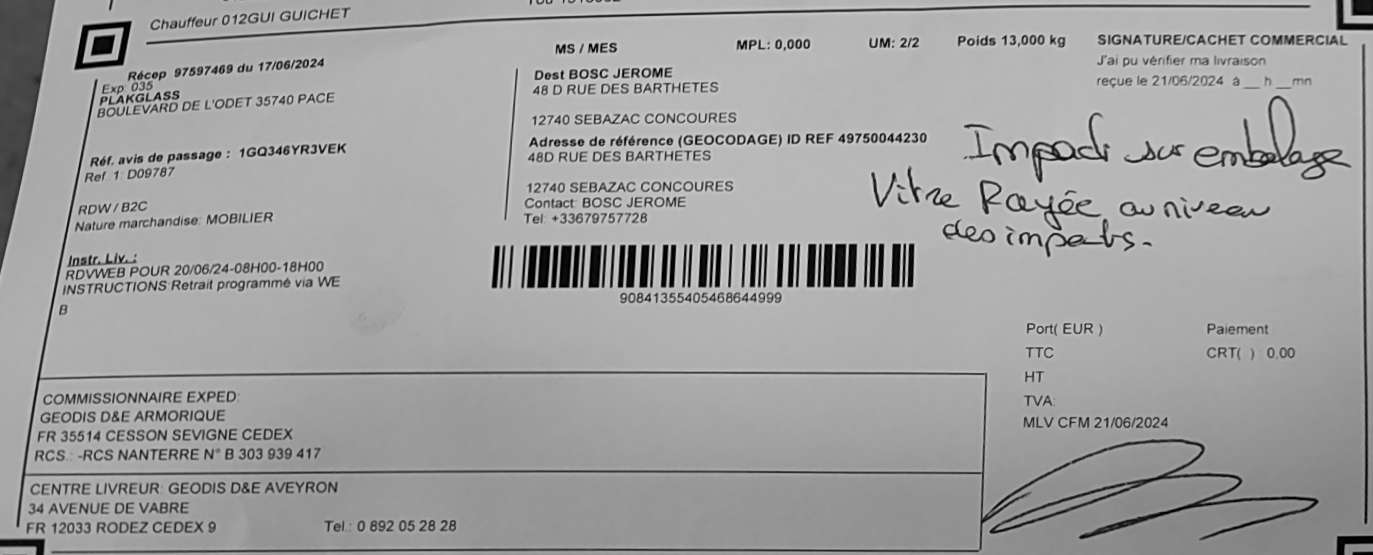 Chauffeur 012GUI GUICHET
MS / MES MPL: 0,000 UM: 2/2 Poids 13,000 kg
Récep 97597469 du 17/06/2024
Exp: 035
PLAKGLASS
BOULEVARD DE L'ODET 35740 PACE
Réf. avis de passage : 1GQ346YR3VEK
Ref. 1: D09787
RDW / B2C
Nature marchandise: MOBILIER
Instr. Liv. :
RDVWEB POUR 20/06/24-08H00-18H00
INSTRUCTIONS:Retrait programmé via WE
B
Dest BOSC JEROME
48 D RUE DES BARTHETES
12740 SEBAZAC CONCOURES
Adresse de référence (GEOCODAGE) ID REF 49750044230
48D RUE DES BARTHETES
12740 SEBAZAC CONCOURES
Contact: BOSC JEROME
Tel: +33679757728
90841355405468644999
SIGNATURE/CACHET COMMERCIAL
J'ai pu vérifier ma livraison
reçue le 21/06/2024 à __ h __mn
Impacts sur embalage
Vitre Rayée au niveau
des impacts.
Port( EUR ) Paiement
TTC CRT( ) 0.00
HT
TVA:
MLV CFM 21/06/2024
COMMISSIONNAIRE EXPED:
GEODIS D&E ARMORIQUE
FR 35514 CESSON SEVIGNE CEDEX
RCS.: -RCS NANTERRE N° B 303 939 417
CENTRE LIVREUR: GEODIS D&E AVEYRON
34 AVENUE DE VABRE
FR 12033 RODEZ CEDEX 9 Tel.: 0 892 05 28 28